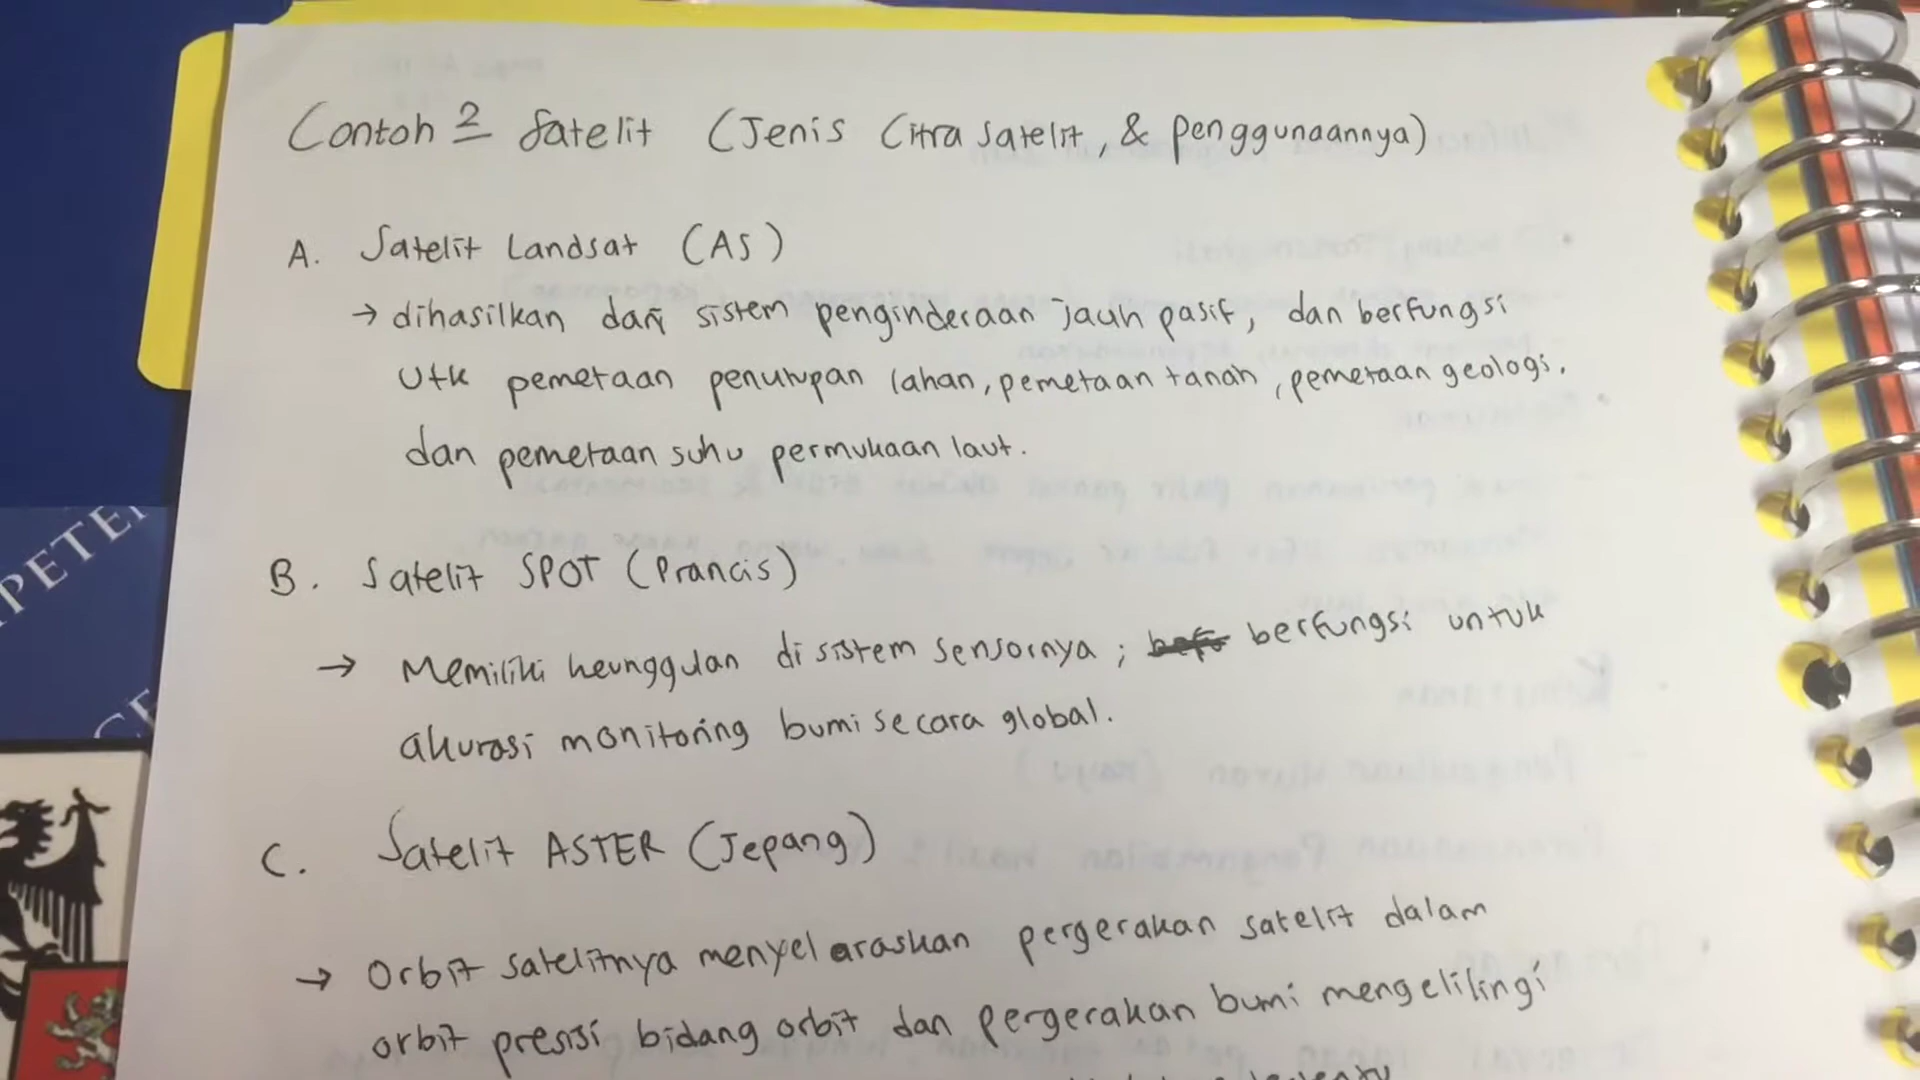 Contoh 2 Satelit (Jenis Citra Satelit, & Penggunaannya)
A. Satelit Landsat (AS)
→ dihasilkan dari sistem penginderaan jauh pasif, dan berfungsi
Utk pemetaan penutupan lahan, pemetaan tanah, pemetaan geologi,
dan pemetaan suhu permukaan laut.
B. Satelit SPOT (Prancis)
→ Memiliki keunggulan di sistem sensornya; berfungsi untuk
akurasi monitoring bumi secara global.
C. Satelit ASTER (Jepang)
→ Orbit satelitnya menyelaraskan pergerakan satelit dalam
orbit presisi bidang orbit dan pergerakan bumi mengelilingi
PETE
CE